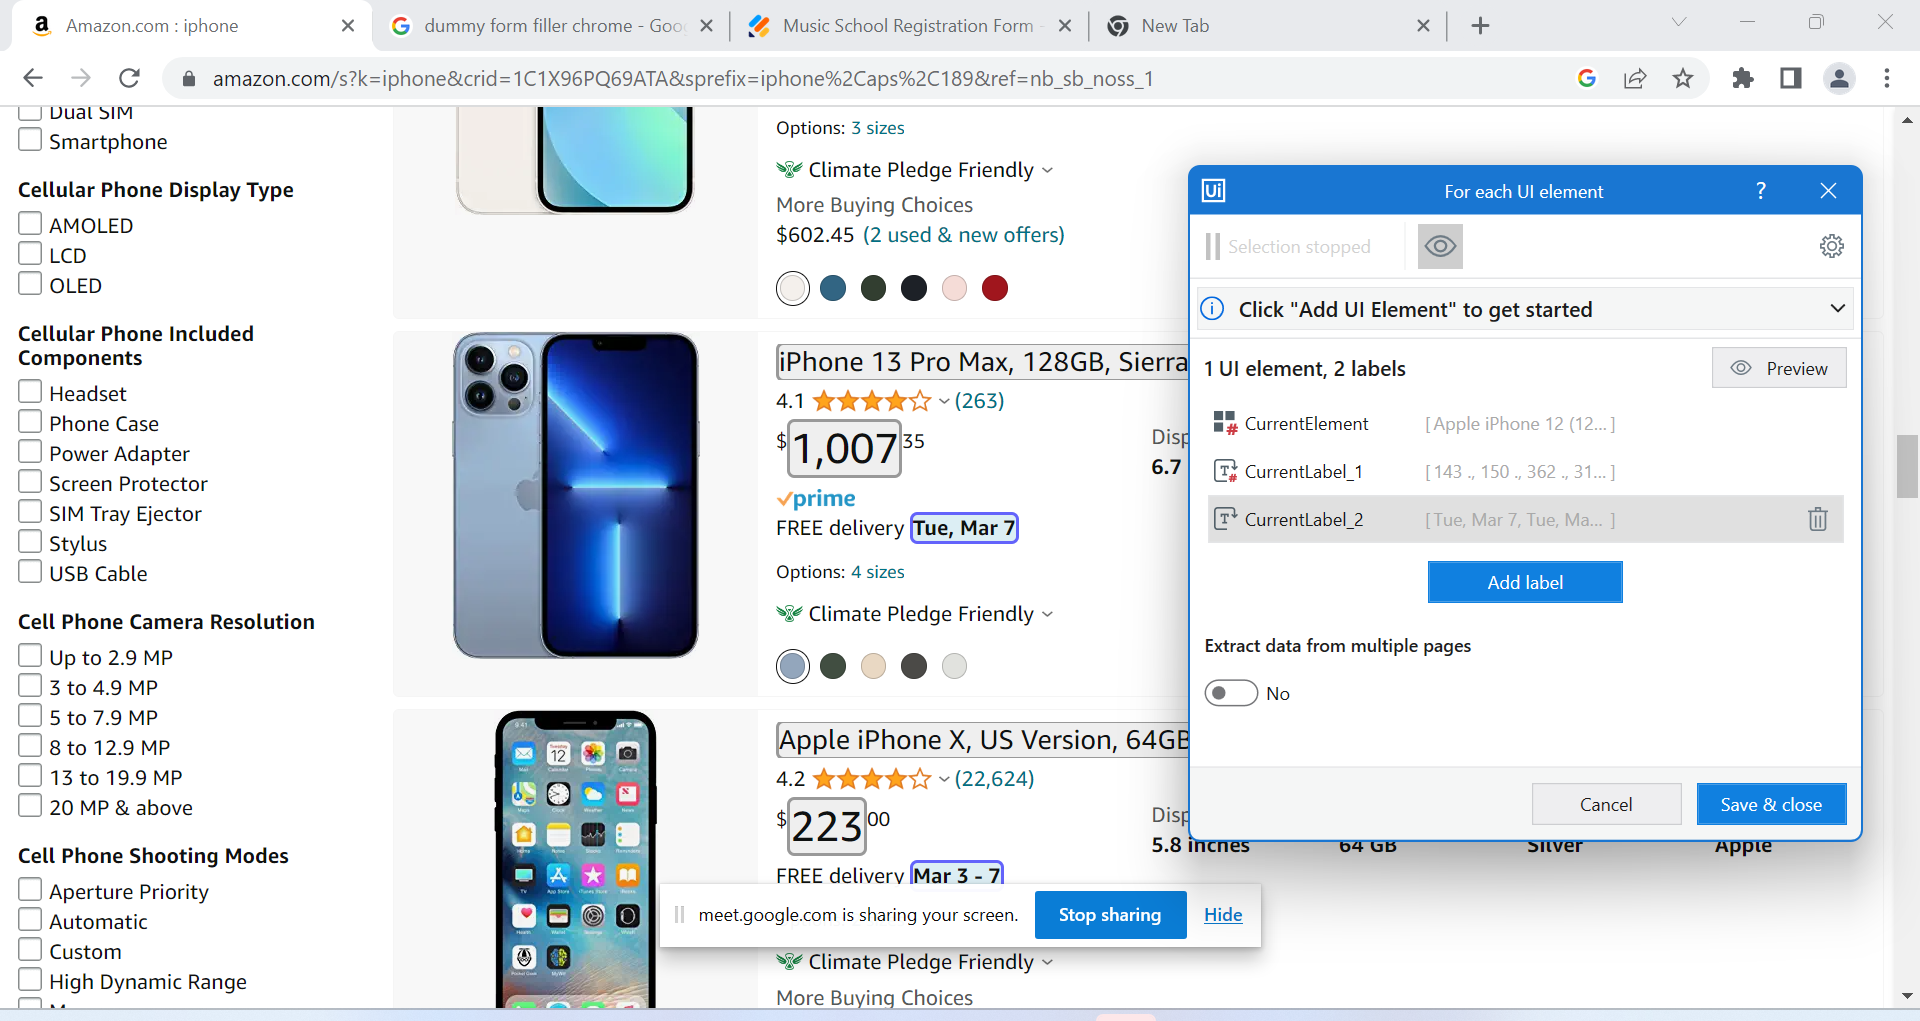 Amazon.com : iphone
dummy form filler chrome - Goo
Music School Registration Form -
New Tab
amazon.com/s?k=iphone&crid=1C1X96PQ69ATA&sprefix=iphone%2Caps%2C189&ref=nb_sb_noss_1
Dual SIM
Smartphone
Cellular Phone Display Type
AMOLED
LCD
OLED
Cellular Phone Included
Components
Headset
Phone Case
Power Adapter
Screen Protector
SIM Tray Ejector
Stylus
USB Cable
Cell Phone Camera Resolution
Up to 2.9 MP
3 to 4.9 MP
5 to 7.9 MP
8 to 12.9 MP
13 to 19.9 MP
20 MP & above
Cell Phone Shooting Modes
Aperture Priority
Automatic
Custom
High Dynamic Range
Options: 3 sizes
Climate Pledge Friendly
More Buying Choices
$602.45 (2 used & new offers)
iPhone 13 Pro Max, 128GB, Sierra
4.1 (263)
$1,00735
prime
FREE delivery Tue, Mar 7
Options: 4 sizes
Climate Pledge Friendly
Disp
6.7
Apple iPhone X, US Version, 64GB
4.2 (22,624)
$22300
FREE delivery Mar 3 - 7
Disp
5.8 inches 64 GB Silver Apple
Climate Pledge Friendly
More Buying Choices
meet.google.com is sharing your screen.
Stop sharing
Hide
Ui
For each UI element
?
Selection stopped
Click "Add UI Element" to get started
1 UI element, 2 labels
Preview
CurrentElement [ Apple iPhone 12 (12... ]
CurrentLabel_1 [ 143 ., 150 ., 362 ., 31... ]
CurrentLabel_2 [ Tue, Mar 7, Tue, Ma... ]
Add label
Extract data from multiple pages
No
Cancel
Save & close